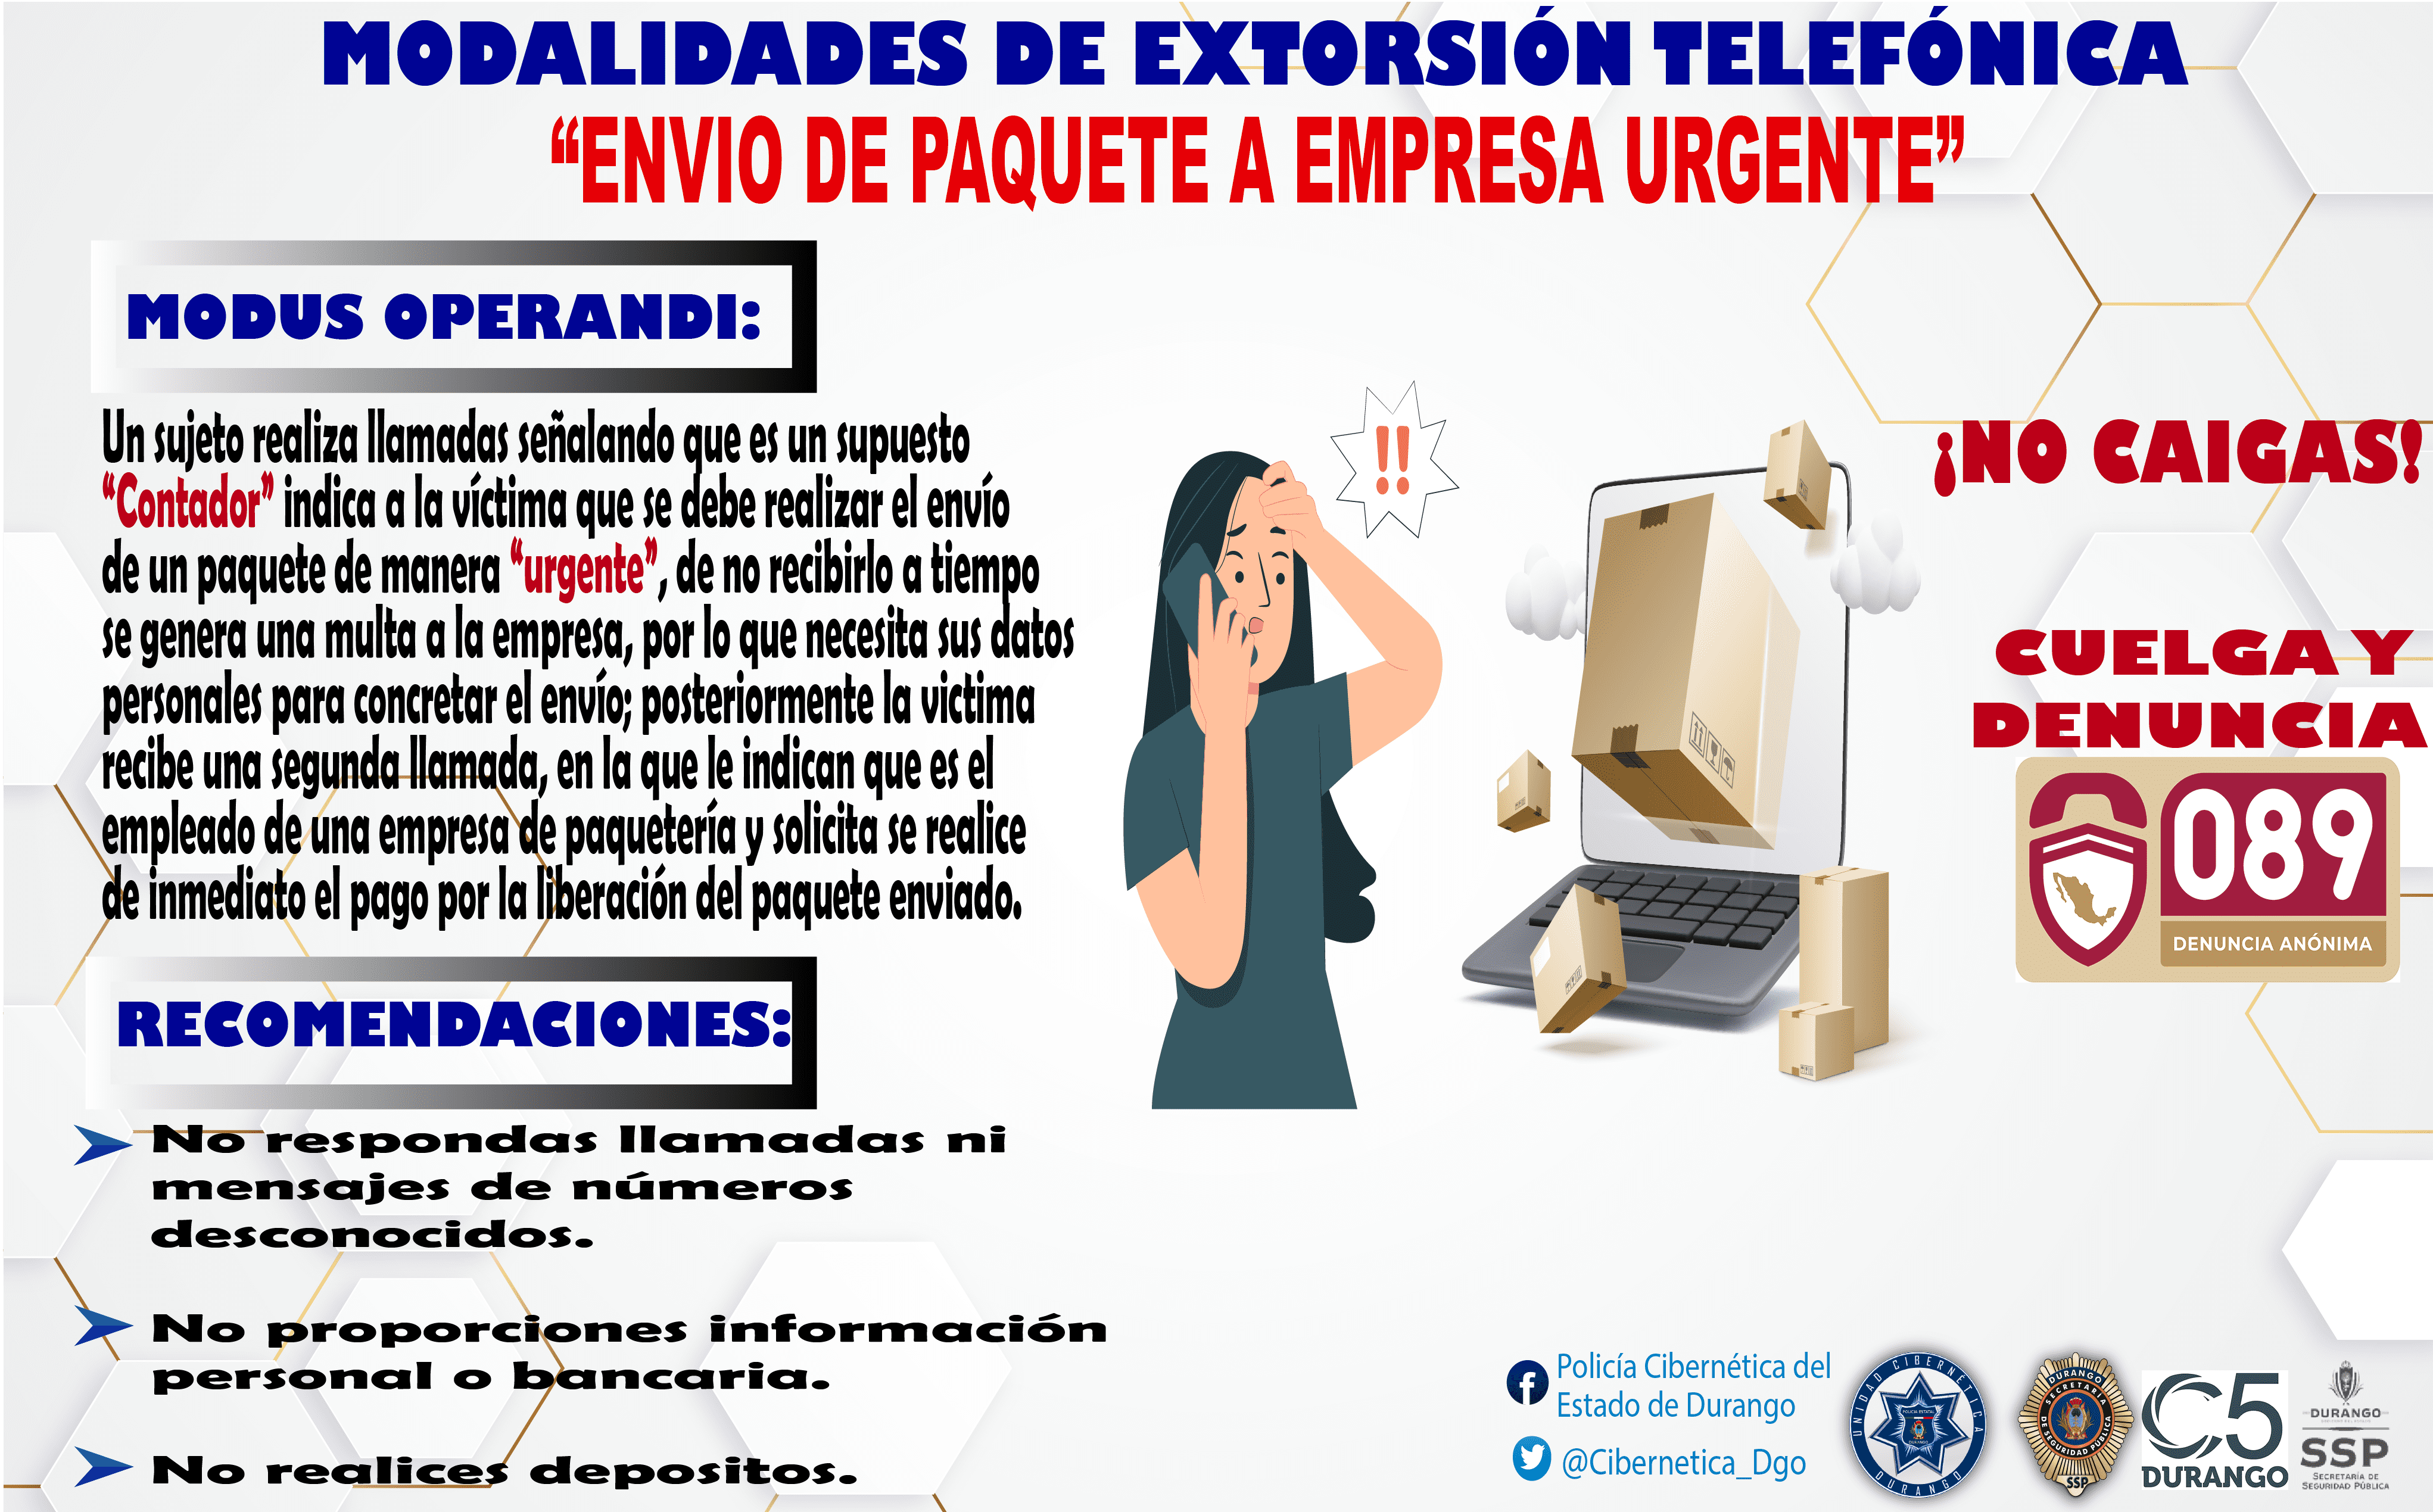 MODALIDADES DE EXTORSIÓN TELEFÓNICA
“ENVIO DE PAQUETE A EMPRESA URGENTE”
MODUS OPERANDI:
Un sujeto realiza llamadas señalando que es un supuesto
“Contador” indica a la víctima que se debe realizar el envío
de un paquete de manera “urgente”, de no recibirlo a tiempo
se genera una multa a la empresa, por lo que necesita sus datos
personales para concretar el envío; posteriormente la victima
recibe una segunda llamada, en la que le indican que es el
empleado de una empresa de paquetería y solicita se realice
de inmediato el pago por la liberación del paquete enviado.
RECOMENDACIONES:
No respondas llamadas ni
mensajes de números
desconocidos.
No proporciones información
personal o bancaria.
No realices depositos.
!!
¡NO CAIGAS!
CUELGA Y
DENUNCIA
089
DENUNCIA ANÓNIMA
Policía Cibernética del
Estado de Durango
@Cibernetica_Dgo
UNIDAD CIBERNÉTICA
POLICÍA ESTATAL
DURANGO
DURANGO
SECRETARIA
DE SEGURIDAD PÚBLICA
SSP
C5
DURANGO
DURANGO
SSP
SECRETARÍA DE
SEGURIDAD PÚBLICA